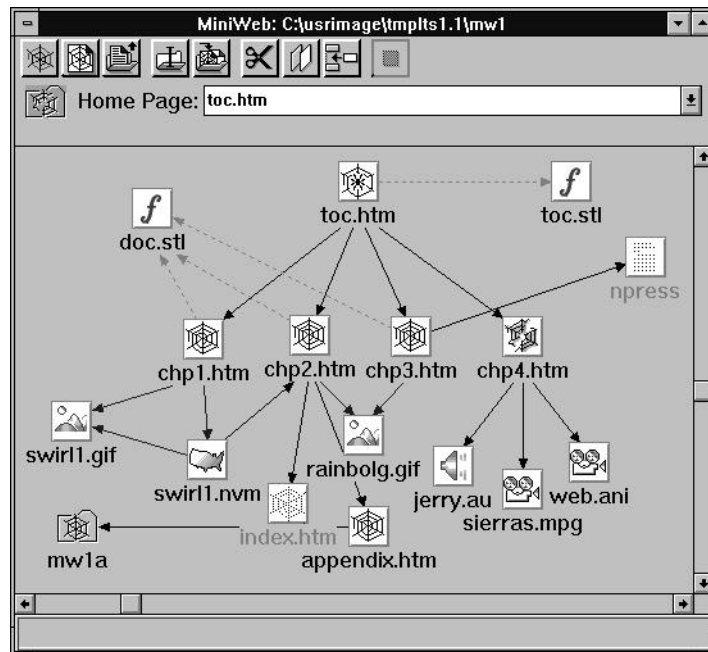 MiniWeb: C:\usrimage\tmplts1.1\mw1
Home Page: toc.htm
toc.htm
toc.stl
doc.stl
npress
chp1.htm
chp2.htm
chp3.htm
chp4.htm
swirl1.gif
swirl1.nvm
rainbolg.gif
jerry.au
web.ani
sierras.mpg
index.htm
mw1a
appendix.htm